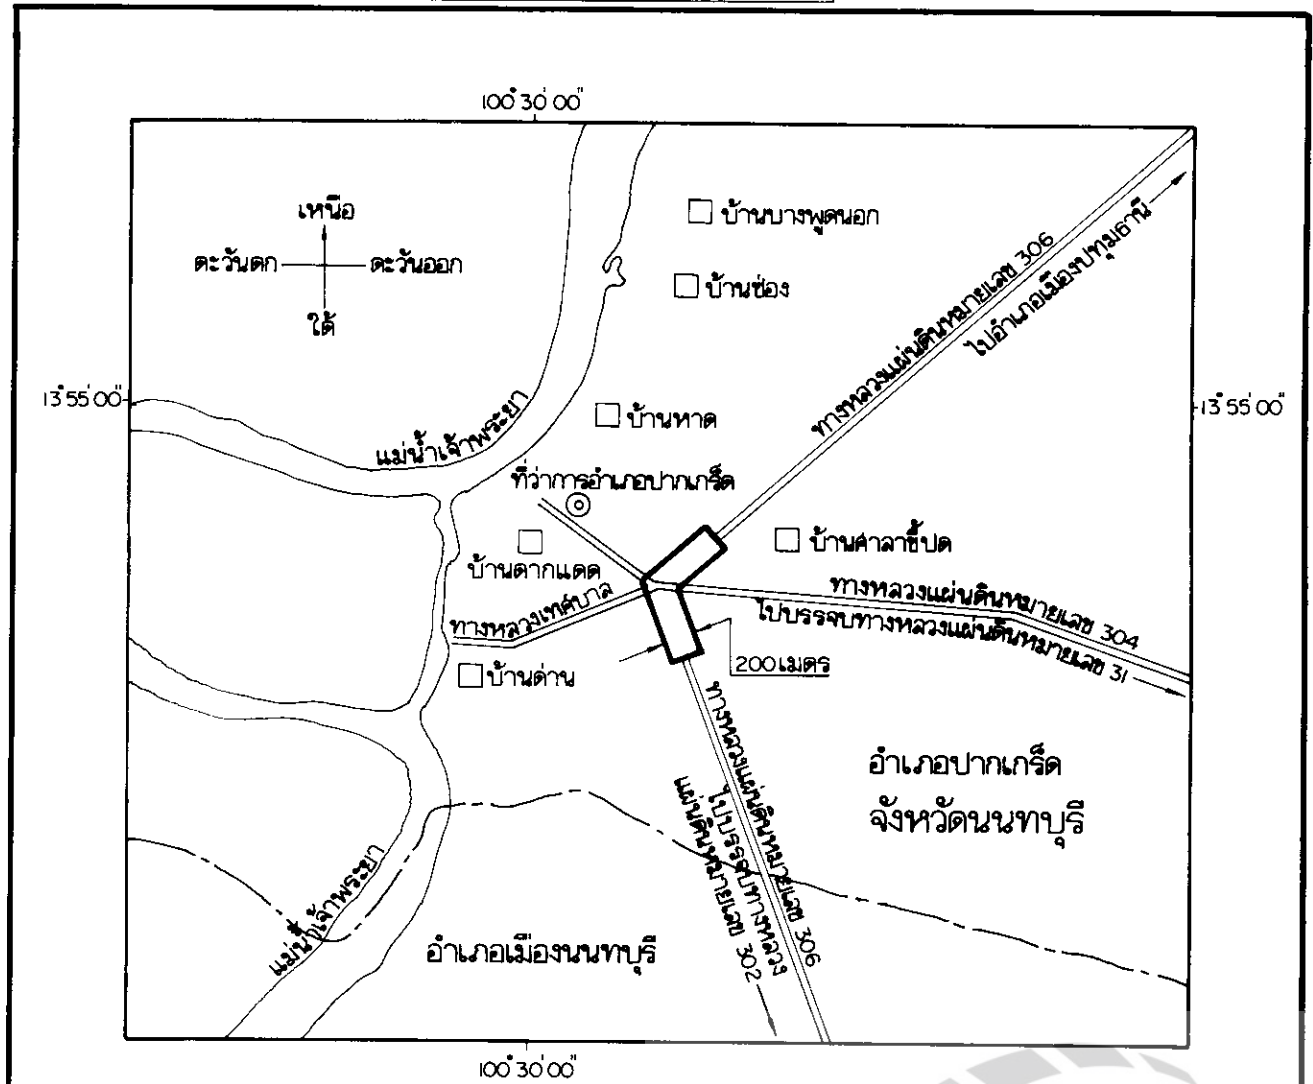 100°30'00"
เหนือ
ตะวันตก
ตะวันออก
ใต้
บ้านบางพูดนอก
บ้านช่อง
ทางหลวงแผ่นดินหมายเลข 306
ไปอำเภอเมืองปทุมธานี
13°55'00"
13°55'00"
แม่น้ำเจ้าพระยา
บ้านหาด
ที่ว่าการอำเภอปากเกร็ด
บ้านตากแดด
บ้านศาลาขี้ปด
ทางหลวงเทศบาล
ทางหลวงแผ่นดินหมายเลข 304
ไปบรรจบทางหลวงแผ่นดินหมายเลข 31
200 เมตร
บ้านด่าน
ทางหลวงแผ่นดินหมายเลข 306
ไปบรรจบทางหลวง
แผ่นดินหมายเลข 302
อำเภอปากเกร็ด
จังหวัดนนทบุรี
แม่น้ำเจ้าพระยา
อำเภอเมืองนนทบุรี
100°30'00"